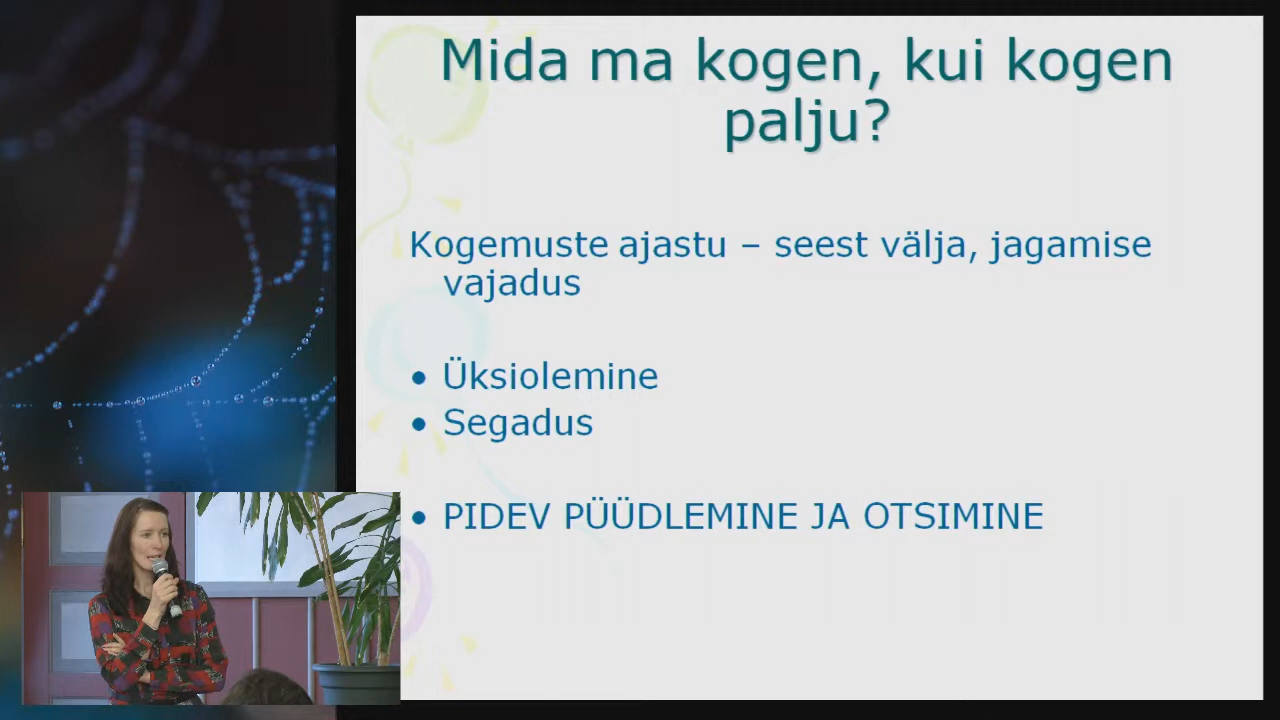 Mida ma kogen, kui kogen
palju?
Kogemuste ajastu – seest välja, jagamise
vajadus
• Üksiolemine
• Segadus
• PIDEV PÜÜDLEMINE JA OTSIMINE